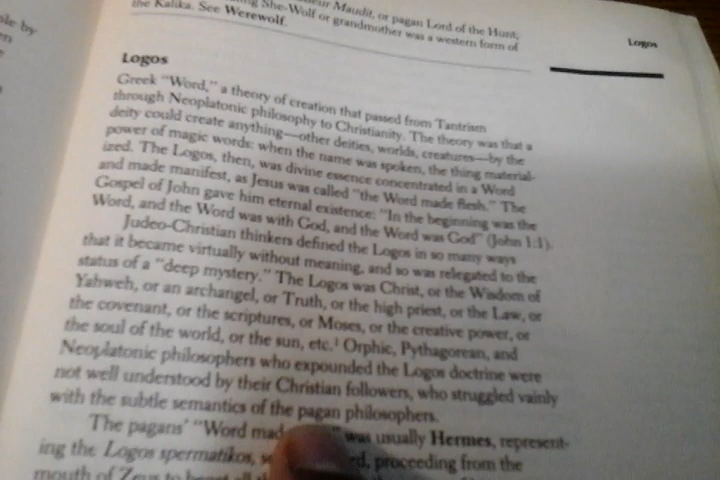 sieur Maudit, or pagan Lord of the Hunt;
She-Wolf or grandmother was a western form of
the Kalika. See Werewolf.
Logos
Logos
Greek "Word," a theory of creation that passed from Tantrism
through Neoplatonic philosophy to Christianity. The theory was that a
deity could create anything—other deities, worlds, creatures—by the
power of magic words: when the name was spoken, the thing material-
ized. The Logos, then, was divine essence concentrated in a Word
and made manifest, as Jesus was called "the Word made flesh." The
Gospel of John gave him eternal existence: "In the beginning was the
Word, and the Word was with God, and the Word was God" (John 1:1).
Judeo-Christian thinkers defined the Logos in so many ways
that it became virtually without meaning, and so was relegated to the
status of a "deep mystery." The Logos was Christ, or the Wisdom of
Yahweh, or an archangel, or Truth, or the high priest, or the Law, or
the covenant, or the scriptures, or Moses, or the creative power, or
the soul of the world, or the sun, etc.¹ Orphic, Pythagorean, and
Neoplatonic philosophers who expounded the Logos doctrine were
not well understood by their Christian followers, who struggled vainly
with the subtle semantics of the pagan philosophers.
The pagans' "Word mad was usually Hermes, represent-
ing the Logos spermatikos, ed, proceeding from the
mouth of Zeus to